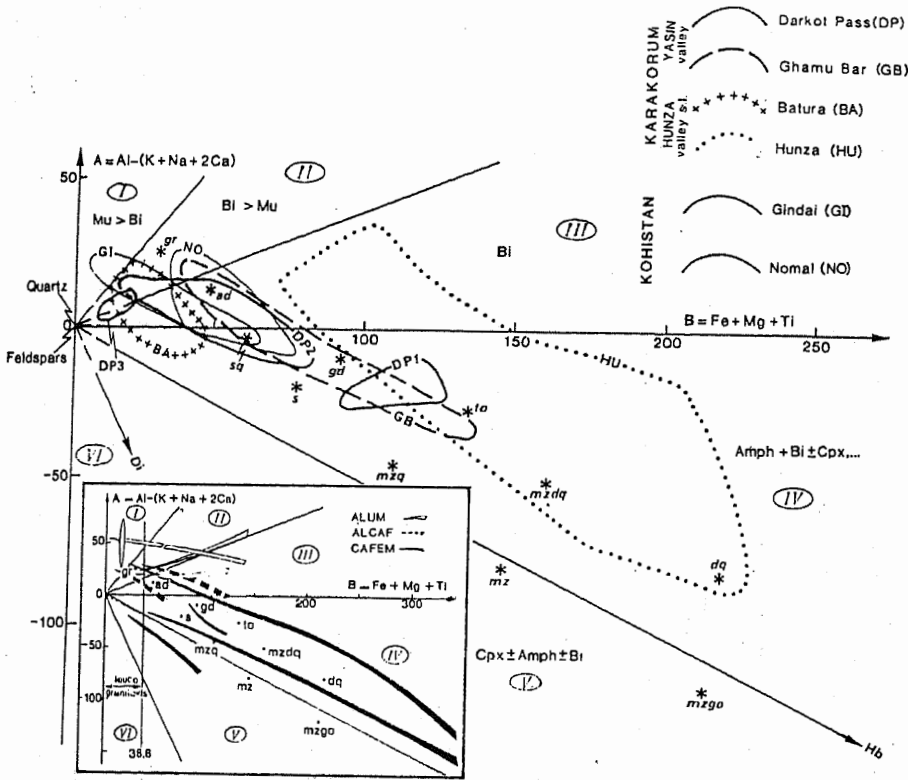 KARAKORUM
YASIN valley
Darkot Pass(DP)
Ghamu Bar (GB)
HUNZA valley s.l.
Batura (BA)
Hunza (HU)
KOHISTAN
Gindai (GI)
Nomal (NO)
A = Al-(K+Na+2Ca)
50
I
II
III
Mu > Bi
Bi > Mu
Bi
gr
GI
NO
ad
Quartz
0
100
150
200
250
B = Fe+Mg+Ti
Feldspars
DP3
BA
sq
DP2
gd
DP1
HU
s
GB
to
VI
Di
-50
mzq
mzdq
Amph + Bi ±Cpx,...
IV
mz
dq
-100
Cpx±Amph±Bi
V
mzgo
Hb
A = Al-(K+Na+2Ca)
I
II
ALUM
ALCAF
CAFEM
50
III
B = Fe+Mg+Ti
gr
ad
0
200
300
gd
s
to
50
mzq
mzdq
IV
mz
dq
leuco
granitoids
100
mzgo
VI
V
38,8